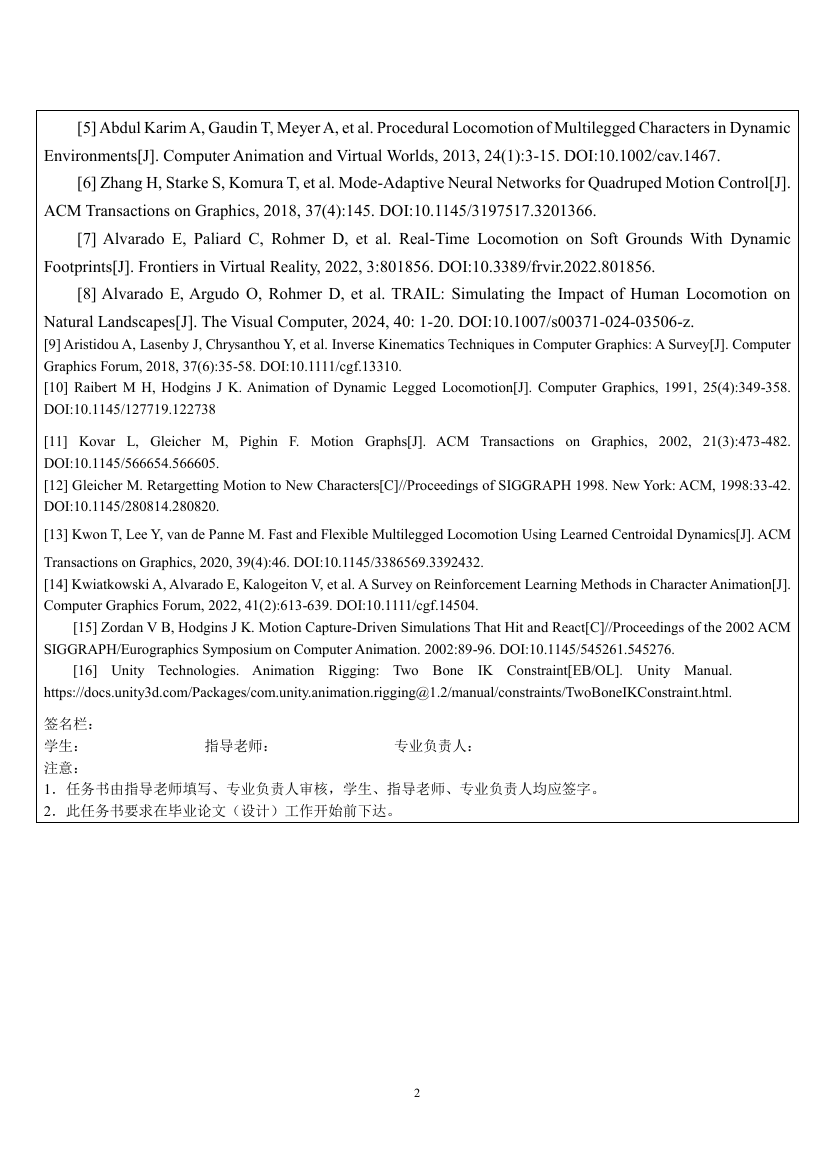 [5] Abdul Karim A, Gaudin T, Meyer A, et al. Procedural Locomotion of Multilegged Characters in Dynamic
Environments[J]. Computer Animation and Virtual Worlds, 2013, 24(1):3-15. DOI:10.1002/cav.1467.
[6] Zhang H, Starke S, Komura T, et al. Mode-Adaptive Neural Networks for Quadruped Motion Control[J].
ACM Transactions on Graphics, 2018, 37(4):145. DOI:10.1145/3197517.3201366.
[7] Alvarado E, Paliard C, Rohmer D, et al. Real-Time Locomotion on Soft Grounds With Dynamic
Footprints[J]. Frontiers in Virtual Reality, 2022, 3:801856. DOI:10.3389/frvir.2022.801856.
[8] Alvarado E, Argudo O, Rohmer D, et al. TRAIL: Simulating the Impact of Human Locomotion on
Natural Landscapes[J]. The Visual Computer, 2024, 40: 1-20. DOI:10.1007/s00371-024-03506-z.
[9] Aristidou A, Lasenby J, Chrysanthou Y, et al. Inverse Kinematics Techniques in Computer Graphics: A Survey[J]. Computer
Graphics Forum, 2018, 37(6):35-58. DOI:10.1111/cgf.13310.
[10] Raibert M H, Hodgins J K. Animation of Dynamic Legged Locomotion[J]. Computer Graphics, 1991, 25(4):349-358.
DOI:10.1145/127719.122738
[11] Kovar L, Gleicher M, Pighin F. Motion Graphs[J]. ACM Transactions on Graphics, 2002, 21(3):473-482.
DOI:10.1145/566654.566605.
[12] Gleicher M. Retargetting Motion to New Characters[C]//Proceedings of SIGGRAPH 1998. New York: ACM, 1998:33-42.
DOI:10.1145/280814.280820.
[13] Kwon T, Lee Y, van de Panne M. Fast and Flexible Multilegged Locomotion Using Learned Centroidal Dynamics[J]. ACM
Transactions on Graphics, 2020, 39(4):46. DOI:10.1145/3386569.3392432.
[14] Kwiatkowski A, Alvarado E, Kalogeiton V, et al. A Survey on Reinforcement Learning Methods in Character Animation[J].
Computer Graphics Forum, 2022, 41(2):613-639. DOI:10.1111/cgf.14504.
[15] Zordan V B, Hodgins J K. Motion Capture-Driven Simulations That Hit and React[C]//Proceedings of the 2002 ACM
SIGGRAPH/Eurographics Symposium on Computer Animation. 2002:89-96. DOI:10.1145/545261.545276.
[16] Unity Technologies. Animation Rigging: Two Bone IK Constraint[EB/OL]. Unity Manual.
https://docs.unity3d.com/Packages/com.unity.animation.rigging@1.2/manual/constraints/TwoBoneIKConstraint.html.
签名栏：
学生： 指导老师： 专业负责人：
注意：
1．任务书由指导老师填写、专业负责人审核，学生、指导老师、专业负责人均应签字。
2．此任务书要求在毕业论文（设计）工作开始前下达。
2